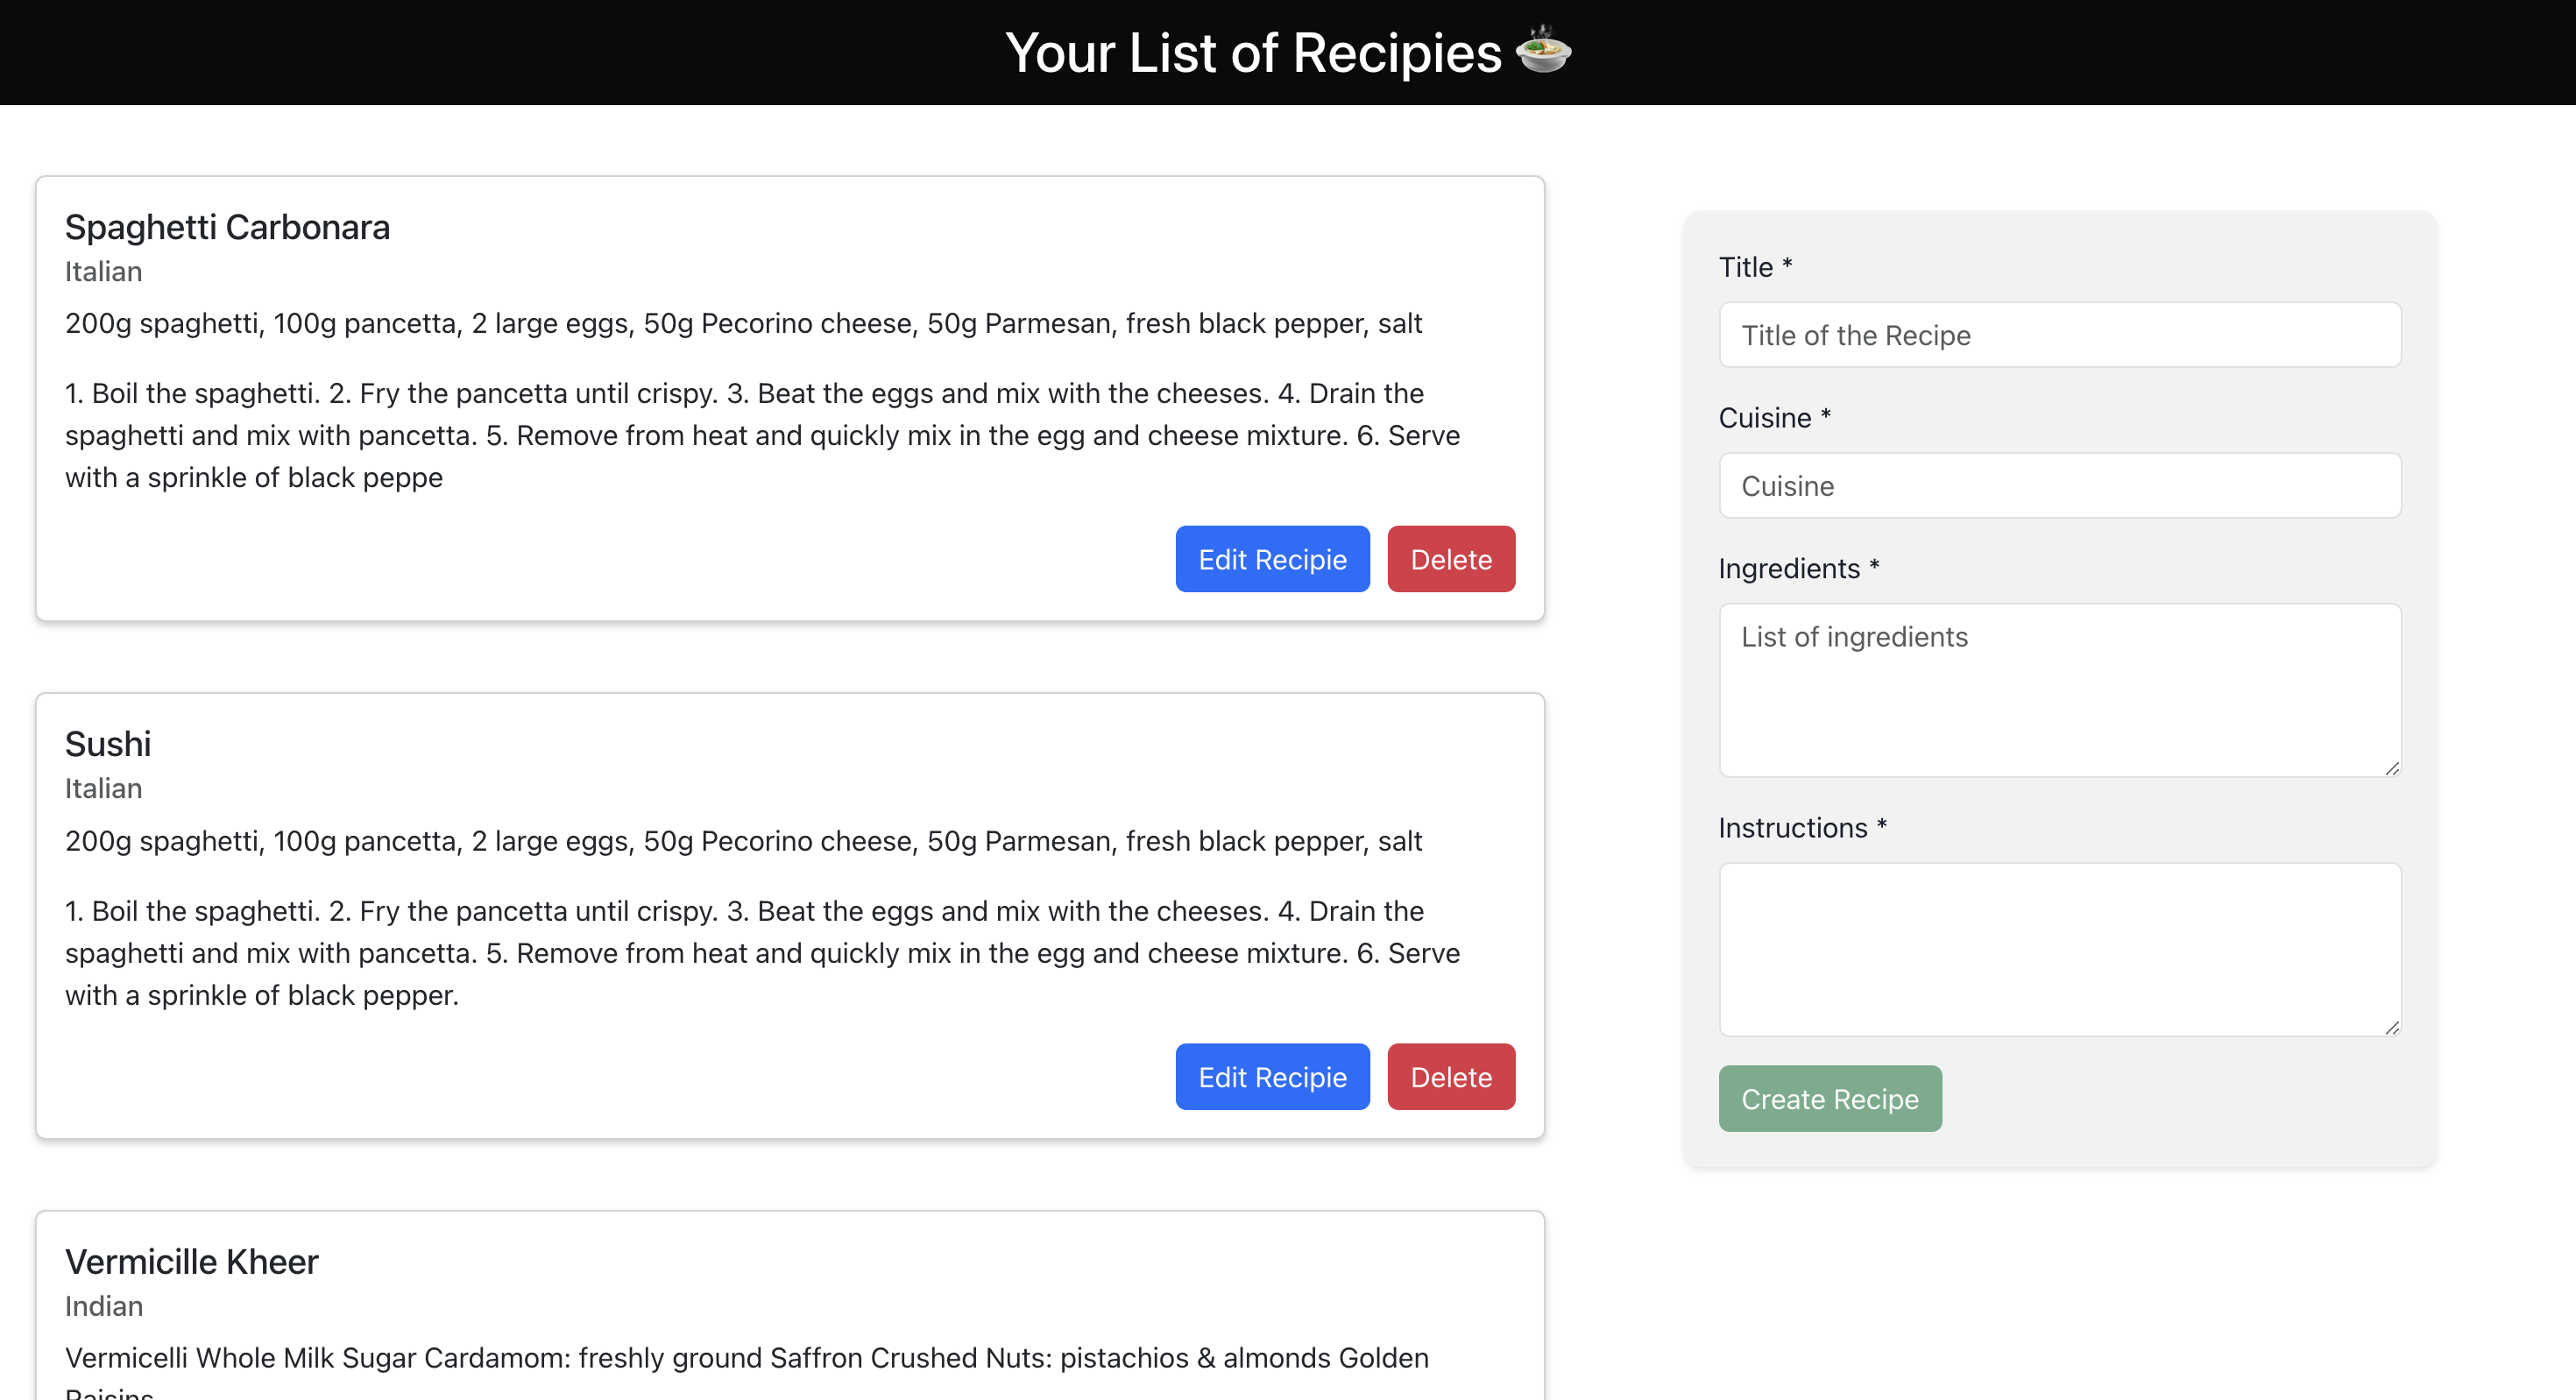 Your List of Recipies
Spaghetti Carbonara
Italian
200g spaghetti, 100g pancetta, 2 large eggs, 50g Pecorino cheese, 50g Parmesan, fresh black pepper, salt
1. Boil the spaghetti. 2. Fry the pancetta until crispy. 3. Beat the eggs and mix with the cheeses. 4. Drain the
spaghetti and mix with pancetta. 5. Remove from heat and quickly mix in the egg and cheese mixture. 6. Serve
with a sprinkle of black peppe
Edit Recipie Delete
Sushi
Italian
200g spaghetti, 100g pancetta, 2 large eggs, 50g Pecorino cheese, 50g Parmesan, fresh black pepper, salt
1. Boil the spaghetti. 2. Fry the pancetta until crispy. 3. Beat the eggs and mix with the cheeses. 4. Drain the
spaghetti and mix with pancetta. 5. Remove from heat and quickly mix in the egg and cheese mixture. 6. Serve
with a sprinkle of black pepper.
Edit Recipie Delete
Vermicille Kheer
Indian
Vermicelli Whole Milk Sugar Cardamom: freshly ground Saffron Crushed Nuts: pistachios & almonds Golden
Title *
Title of the Recipe
Cuisine *
Cuisine
Ingredients *
List of ingredients
Instructions *
Create Recipe